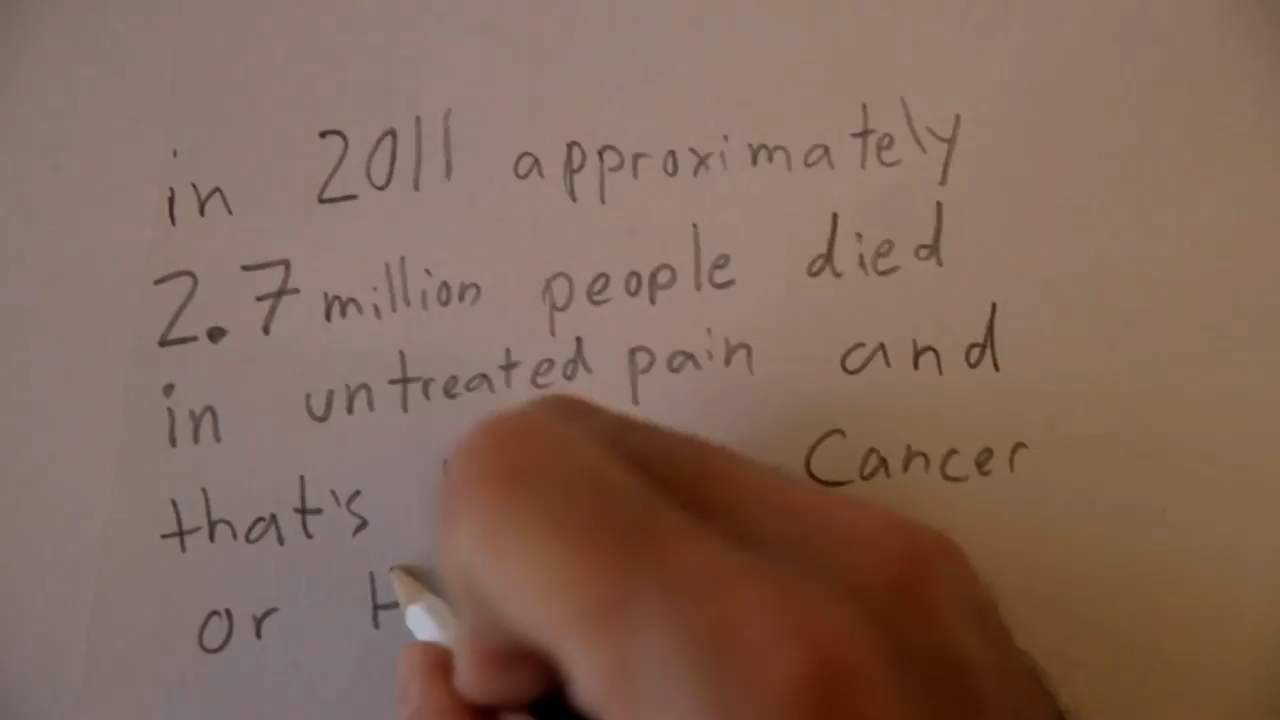 in 2011 approximately
2.7 million people died
in untreated pain and
that's Cancer
or H